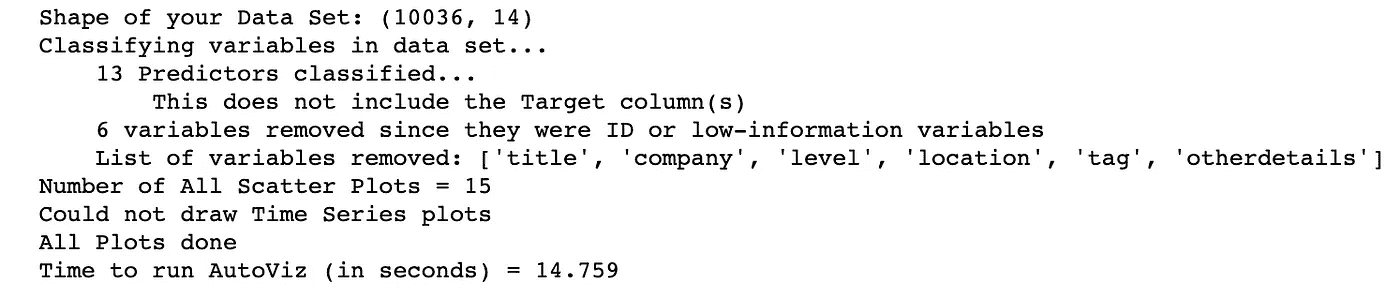 Shape of your Data Set: (10036, 14)
Classifying variables in data set...
13 Predictors classified...
This does not include the Target column(s)
6 variables removed since they were ID or low-information variables
List of variables removed: ['title', 'company', 'level', 'location', 'tag', 'otherdetails']
Number of All Scatter Plots = 15
Could not draw Time Series plots
All Plots done
Time to run AutoViz (in seconds) = 14.759